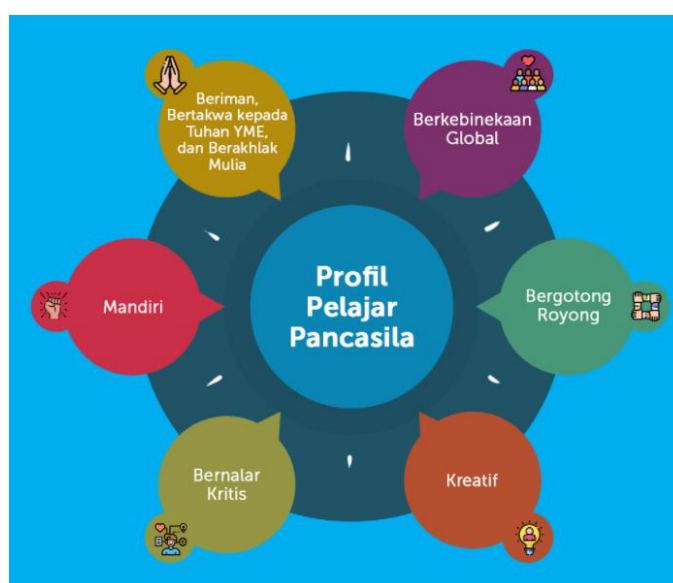 Beriman,
Bertakwa kepada
Tuhan YME,
dan Berakhlak
Mulia
Berkebinekaan
Global
Mandiri
Profil
Pelajar
Pancasila
Bergotong
Royong
Bernalar
Kritis
Kreatif